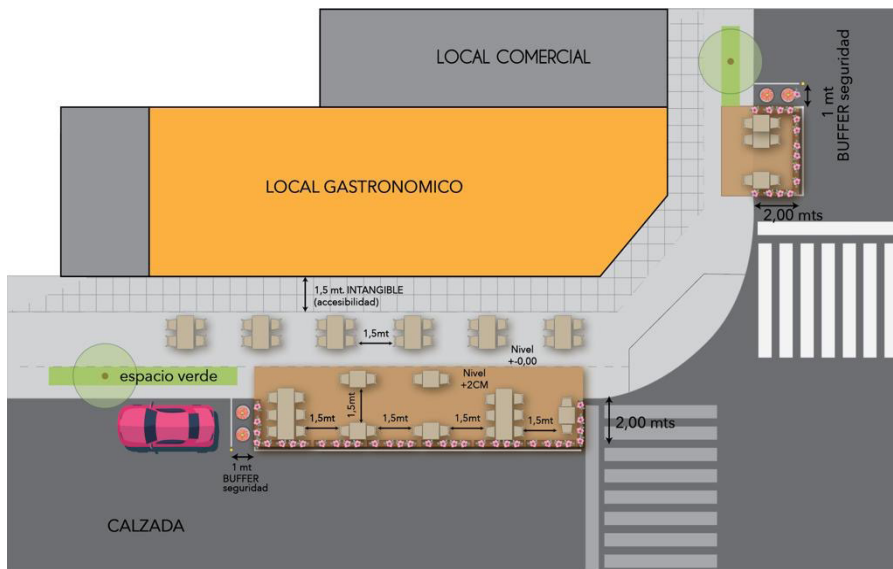 LOCAL COMERCIAL
1 mt
BUFFER seguridad
LOCAL GASTRONOMICO
2,00 mts
1,5 mt. INTANGIBLE
(accesibilidad)
1,5mt
Nivel
+-0,00
espacio verde
Nivel
+2CM
1,5mt
1,5mt
1,5mt
1,5mt
1,5mt
2,00 mts
1 mt
BUFFER
seguridad
CALZADA